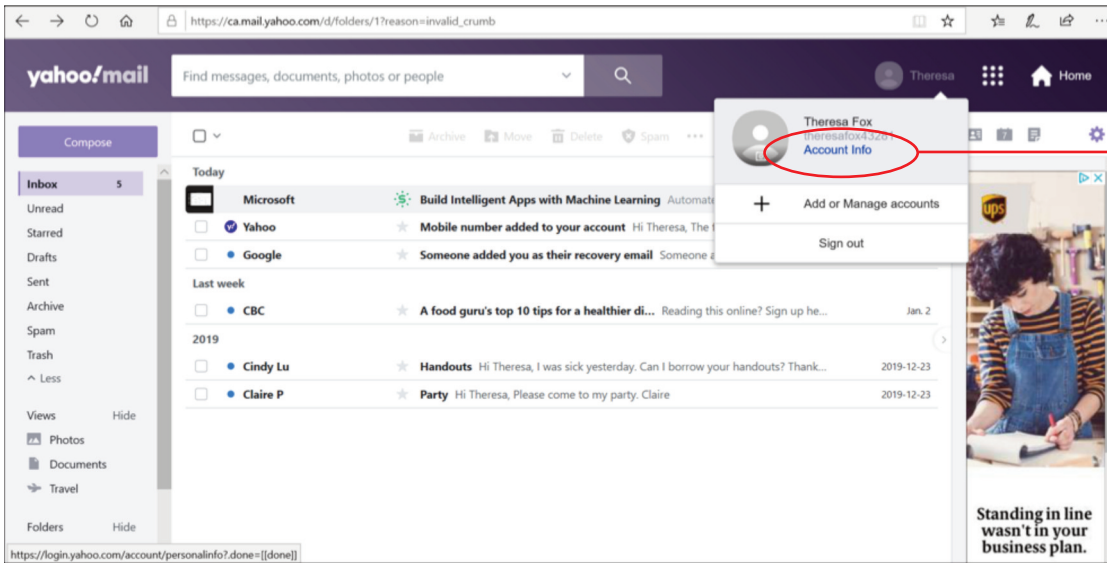 https://ca.mail.yahoo.com/d/folders/1?reason=invalid_crumb
yahoo!mail
Find messages, documents, photos or people
Theresa
Home
Theresa Fox
theresafox43281
Account Info
Add or Manage accounts
Sign out
Compose
Archive Move Delete Spam
Inbox 5
Unread
Starred
Drafts
Sent
Archive
Spam
Trash
Less
Views Hide
Photos
Documents
Travel
Folders Hide
Today
Microsoft Build Intelligent Apps with Machine Learning Automate
Yahoo Mobile number added to your account Hi Theresa, The
Google Someone added you as their recovery email Someone
Last week
CBC A food guru's top 10 tips for a healthier di... Reading this online? Sign up he... Jan. 2
2019
Cindy Lu Handouts Hi Theresa, I was sick yesterday. Can I borrow your handouts? Thank... 2019-12-23
Claire P Party Hi Theresa, Please come to my party. Claire 2019-12-23
ups
Standing in line
wasn't in your
business plan.
https://login.yahoo.com/account/personalinfo?.done=[[done]]